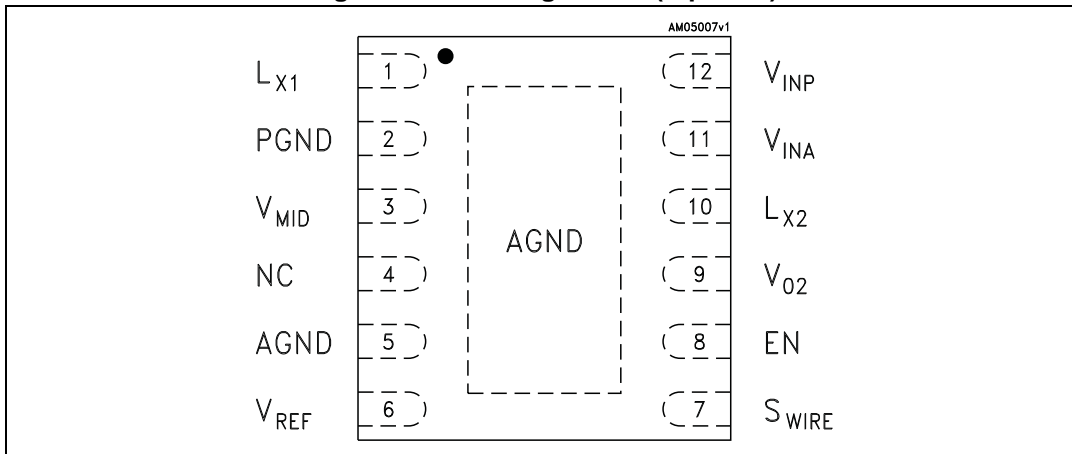 AM05007v1
LX1 1 12 VINP
PGND 2 11 VINA
VMID 3 10 LX2
AGND
NC 4 9 VO2
AGND 5 8 EN
VREF 6 7 SWIRE